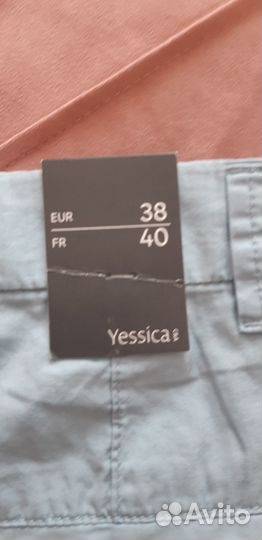 EUR 38
FR 40
Yessica
Avito